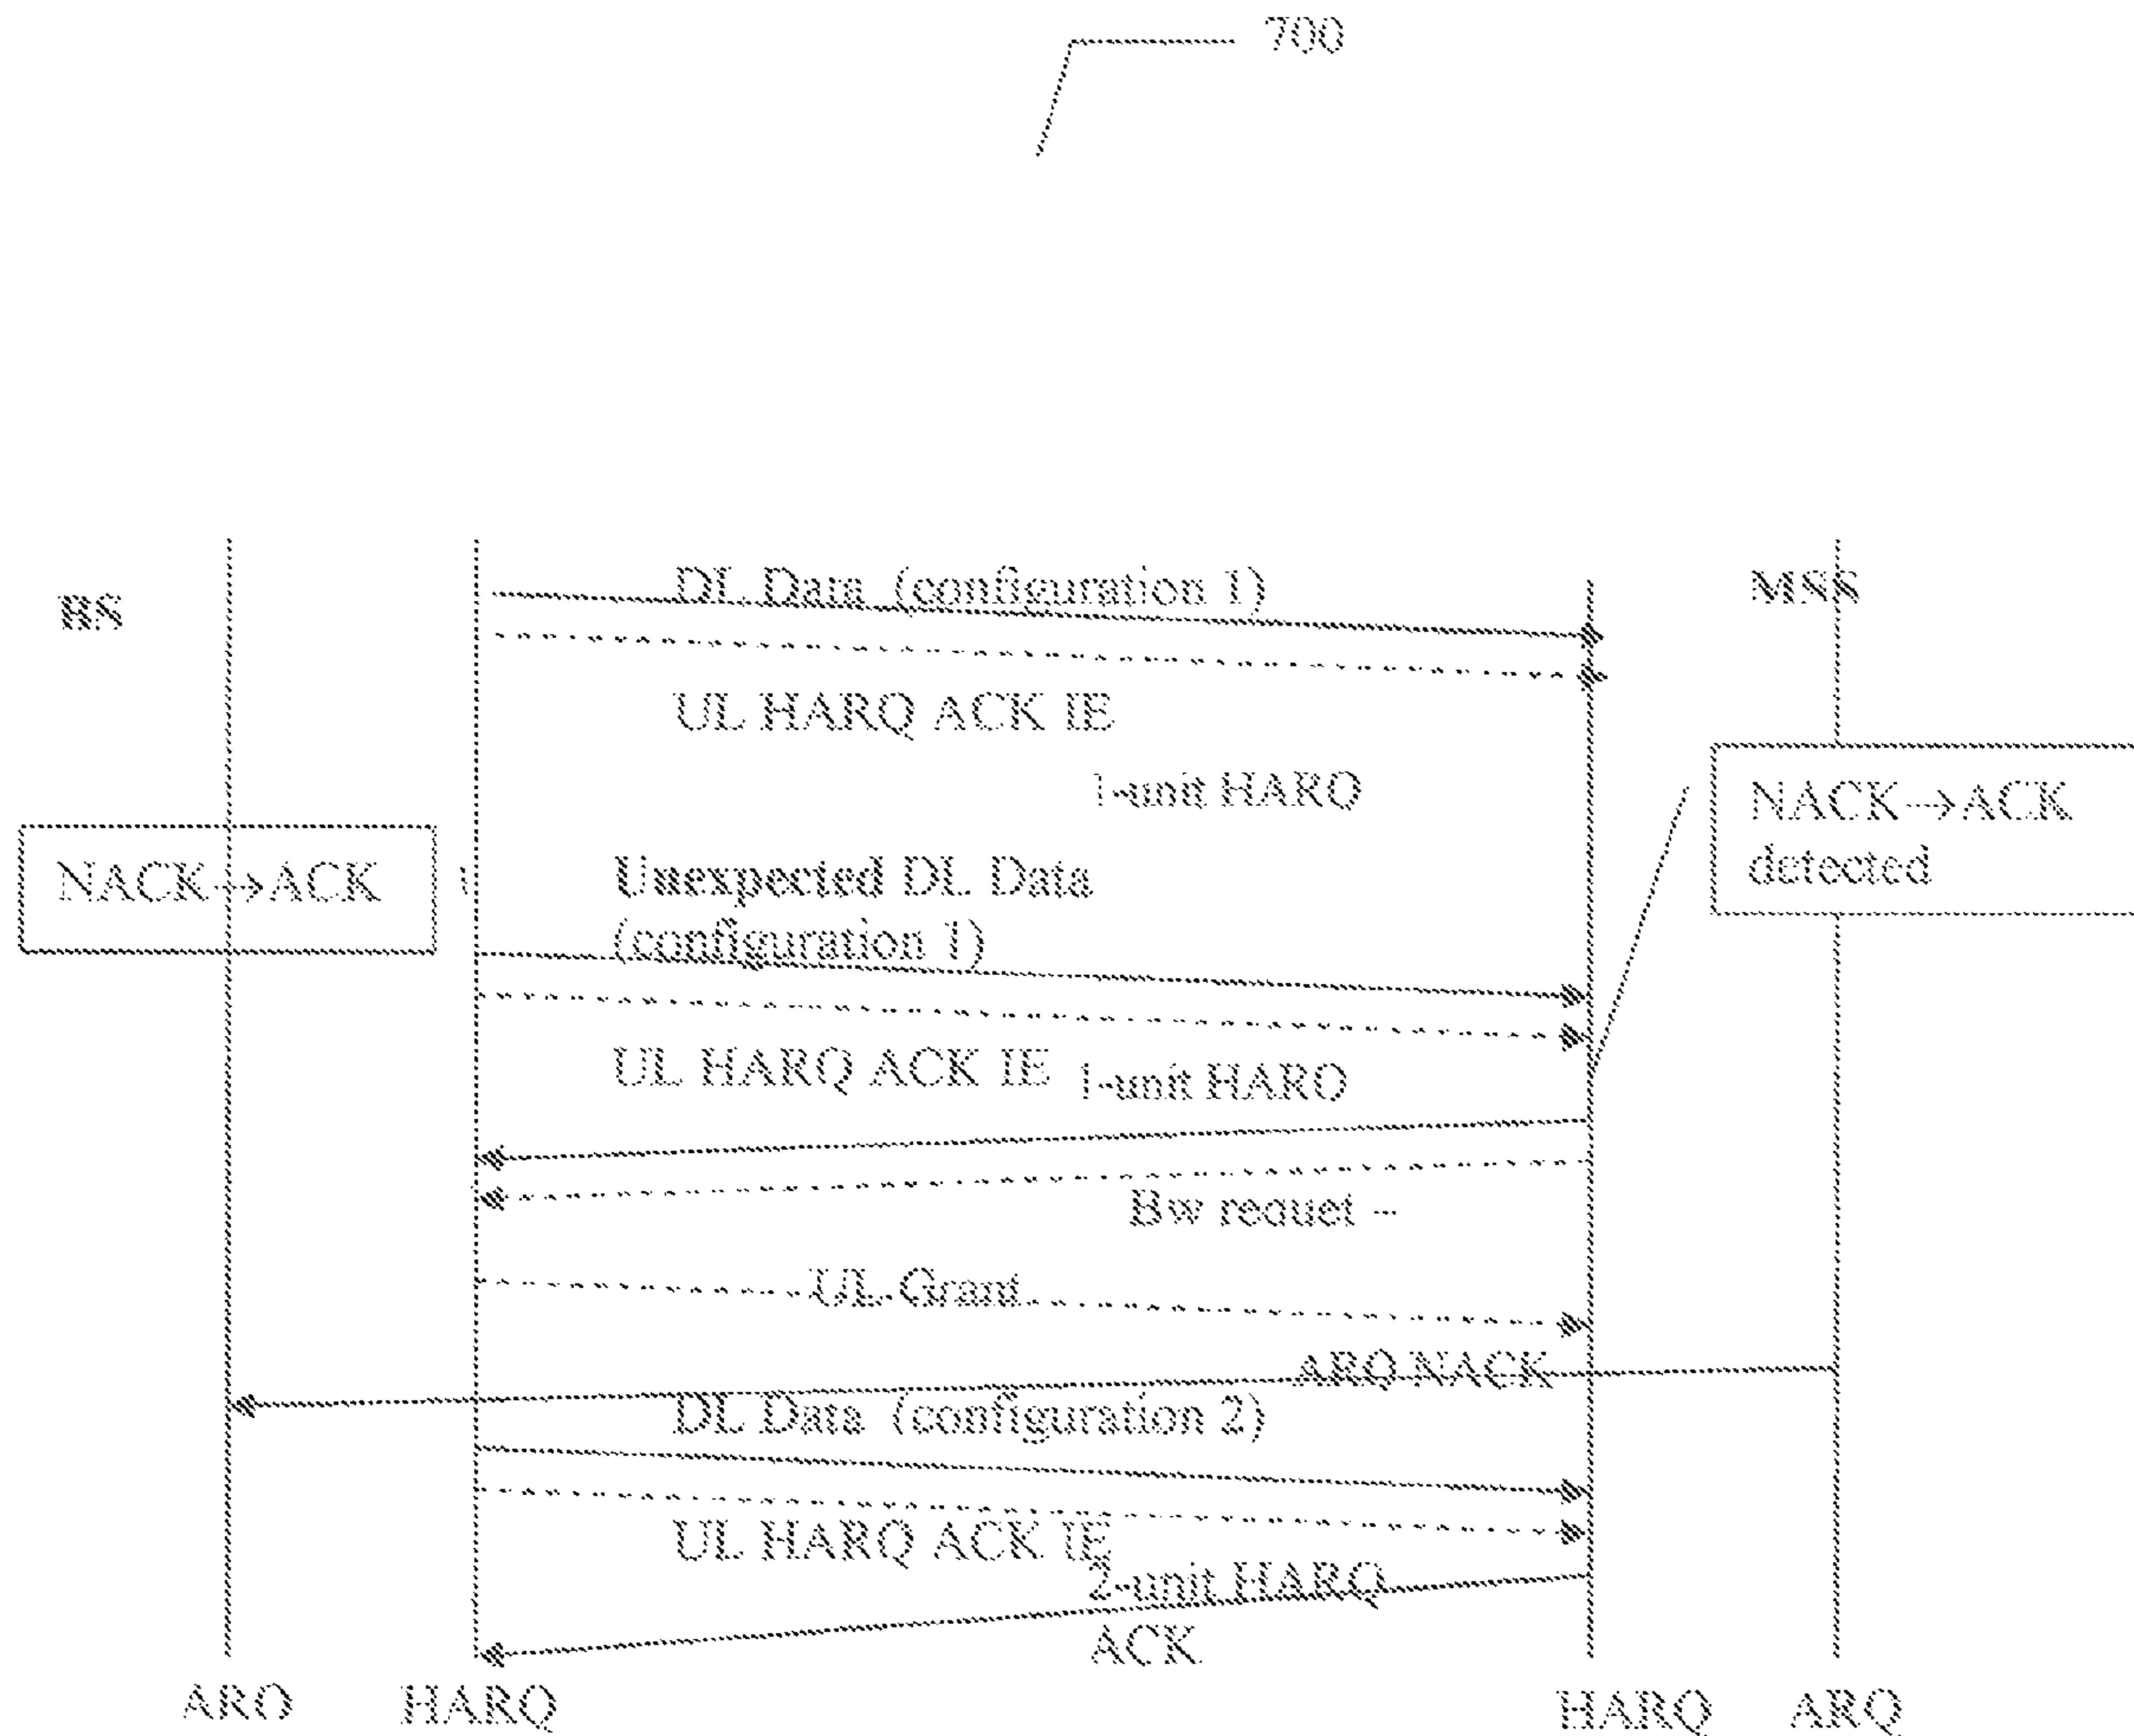 700
BS
DL Data (configuration 1)
MSS
UL HARQ ACK IE
1-unit HARQ
NACK→ACK
detected
NACK→ACK
Unexpected DL Data
(configuration 1)
UL HARQ ACK IE
1-unit HARQ
Bw requet –
UL Grant
ARQ NACK
DL Data (configuration 2)
UL HARQ ACK IE
2-unit HARQ
ACK
ARQ
HARQ
HARQ
ARQ